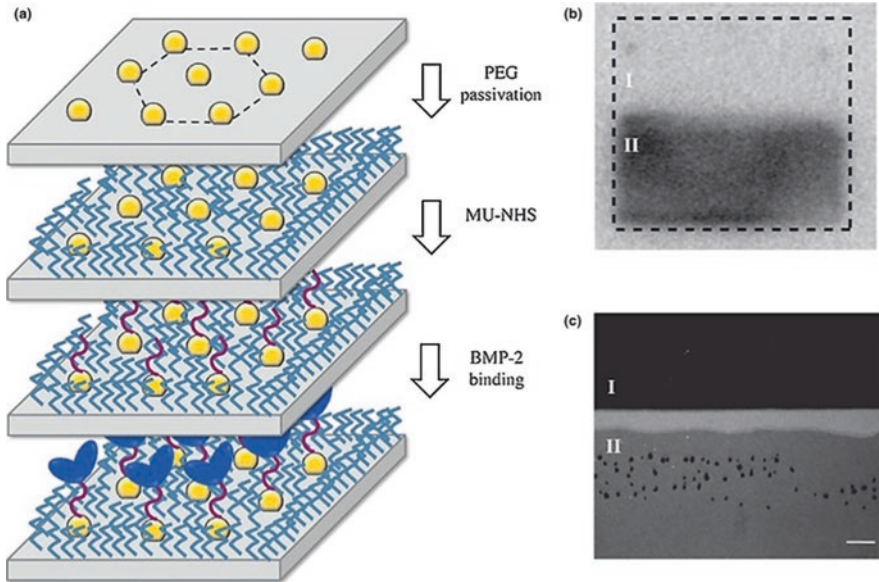 (a)
PEG
passivation
MU-NHS
BMP-2
binding
(b)
I
II
(c)
I
II